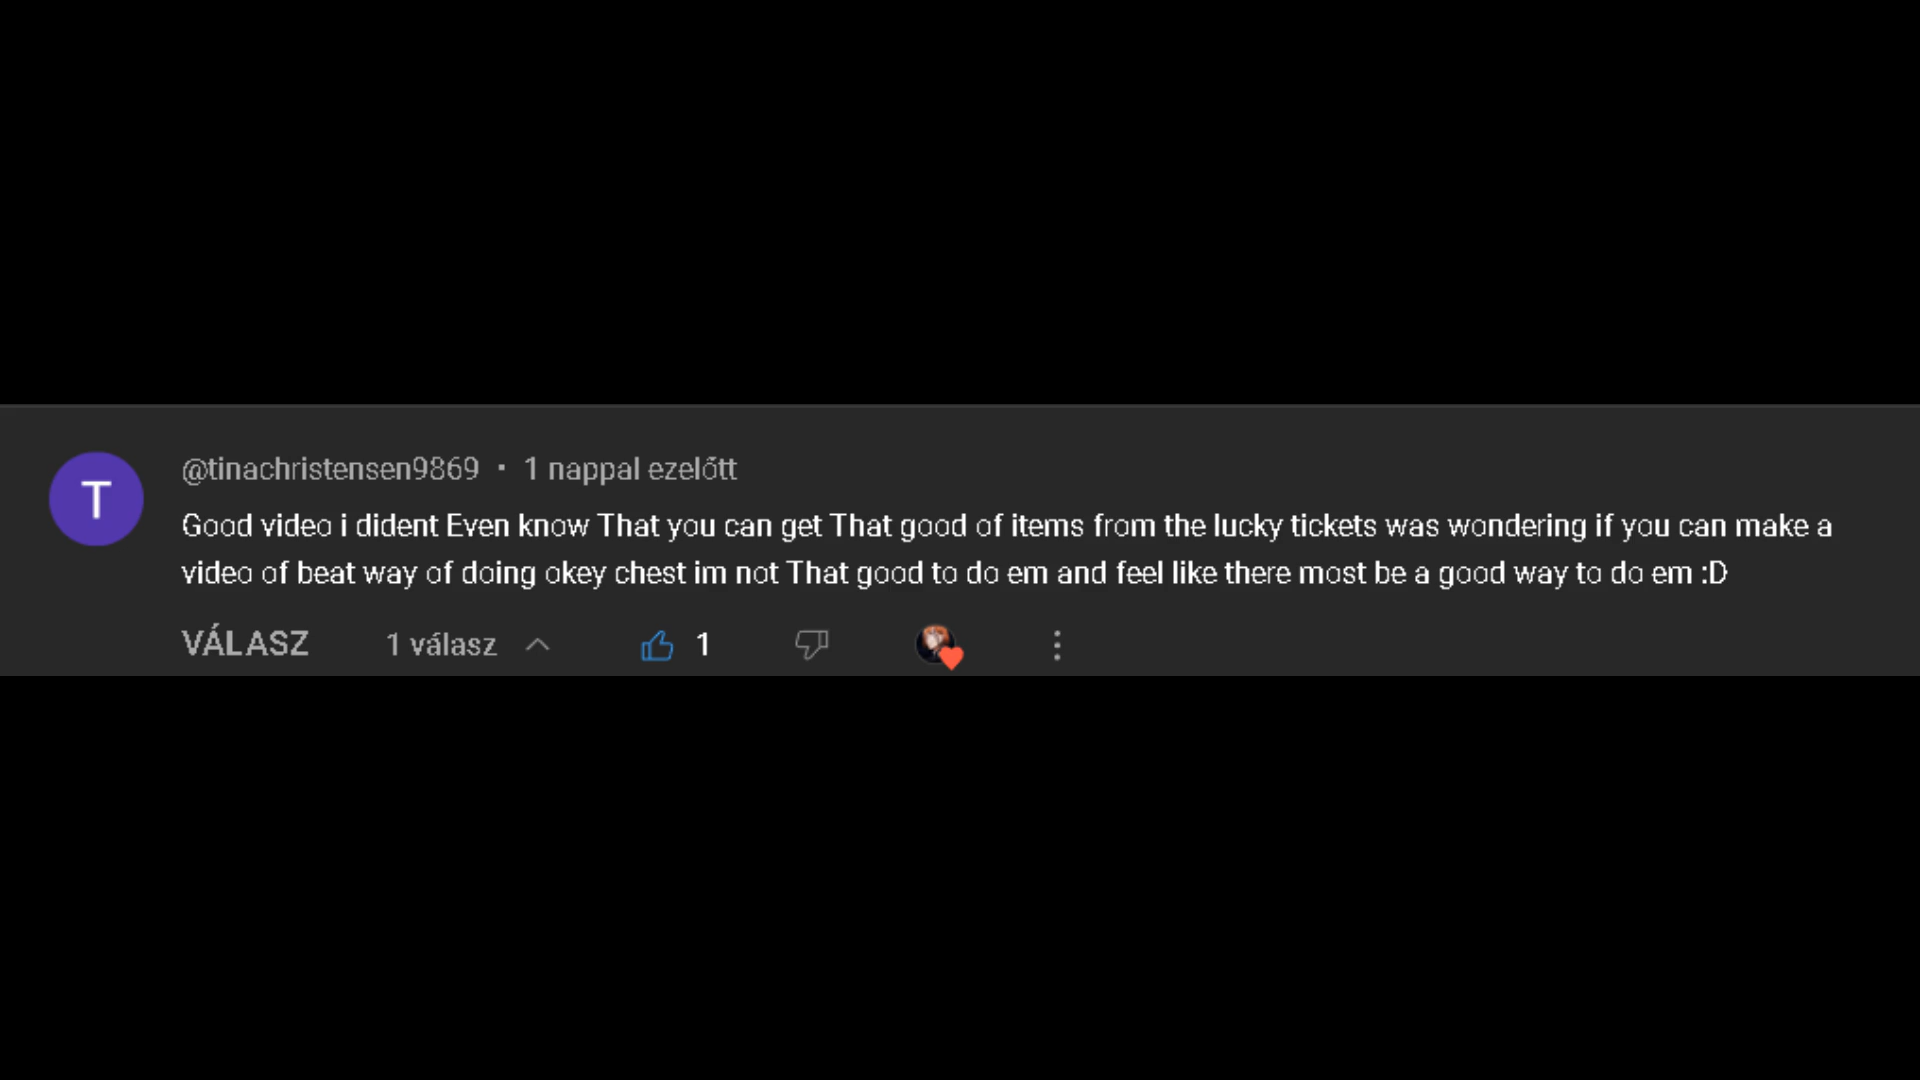 T
@tinachristensen9869 • 1 nappal ezelőtt
Good video i dident Even know That you can get That good of items from the lucky tickets was wondering if you can make a
video of beat way of doing okey chest im not That good to do em and feel like there most be a good way to do em :D
VÁLASZ 1 válasz 1